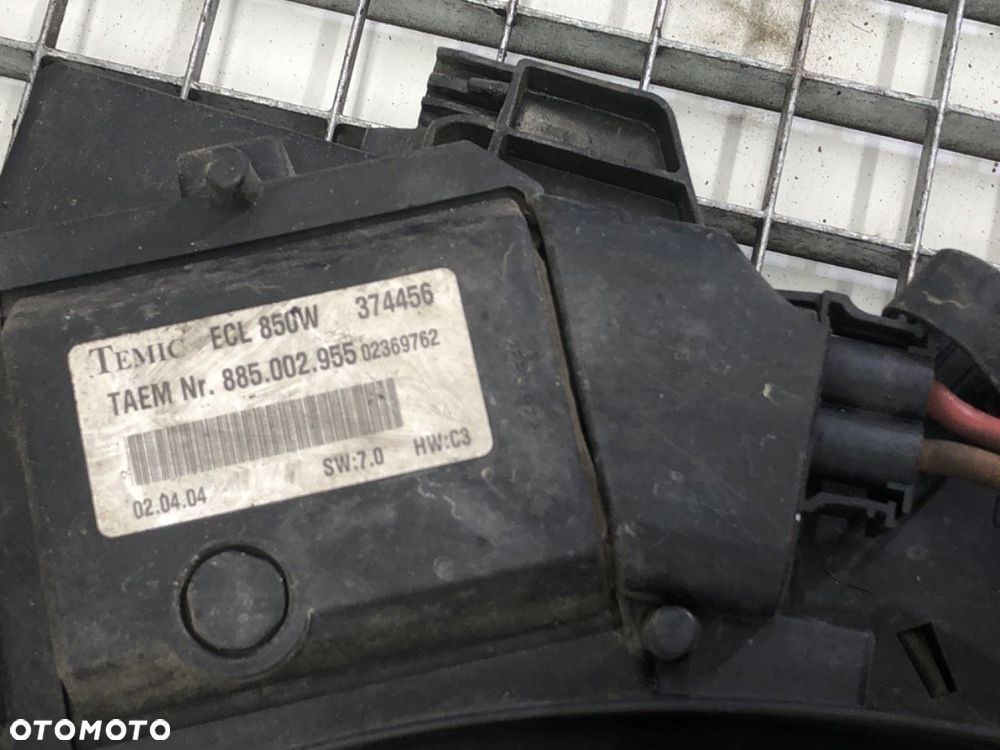 TEMIC ECL 850W 374456
TAEM Nr. 885.002.955 02369762
02.04.04 SW:7.0 HW:C3
OTOMOTO